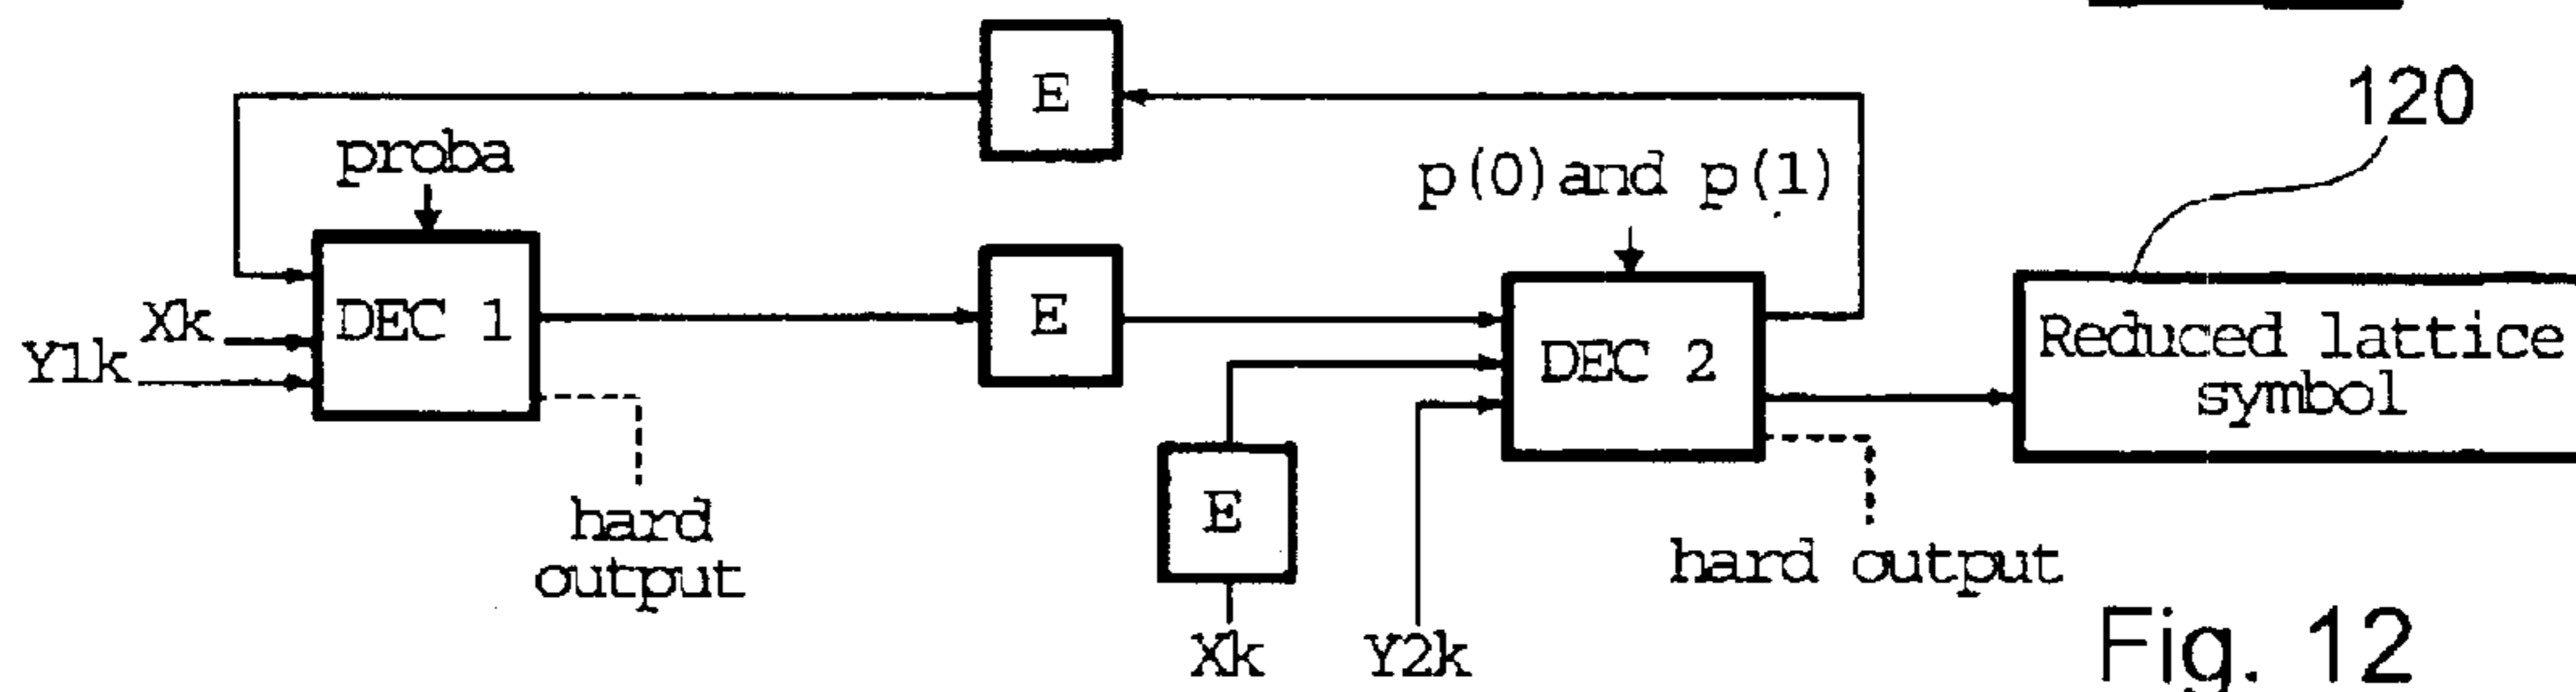 E
120
proba
p(0) and p(1)
Xk
DEC 1
E
Y1k
DEC 2
Reduced lattice
symbol
E
hard
output
hard output
Xk
Y2k
Fig. 12